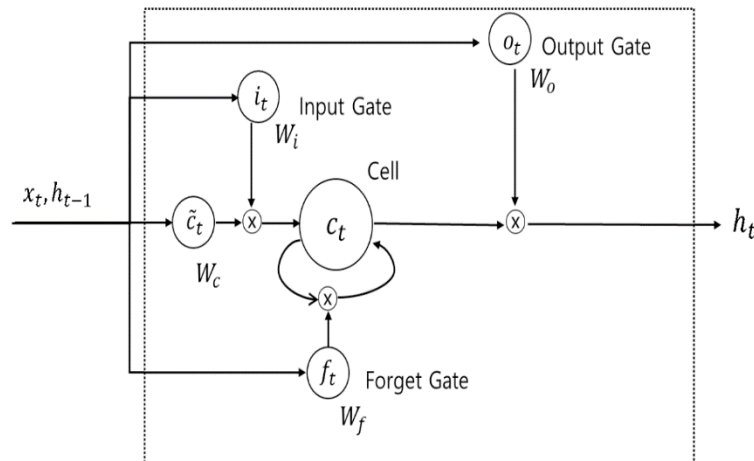 o_t Output Gate
W_o
i_t Input Gate
W_i
Cell
x_t, h_{t-1}
c̃_t x c_t x h_t
W_c
x
f_t Forget Gate
W_f